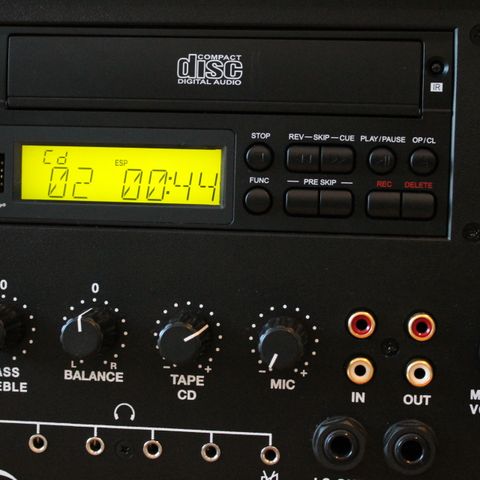 COMPACT
disc
DIGITAL AUDIO
IR
STOP
REV — SKIP — CUE
PLAY/PAUSE
OP/CL
Cd
ESP
02 00:44
FUNC
— PRE SKIP —
REC
DELETE
0
0
L R
BALANCE
- +
TAPE
CD
- +
MIC
IN
OUT